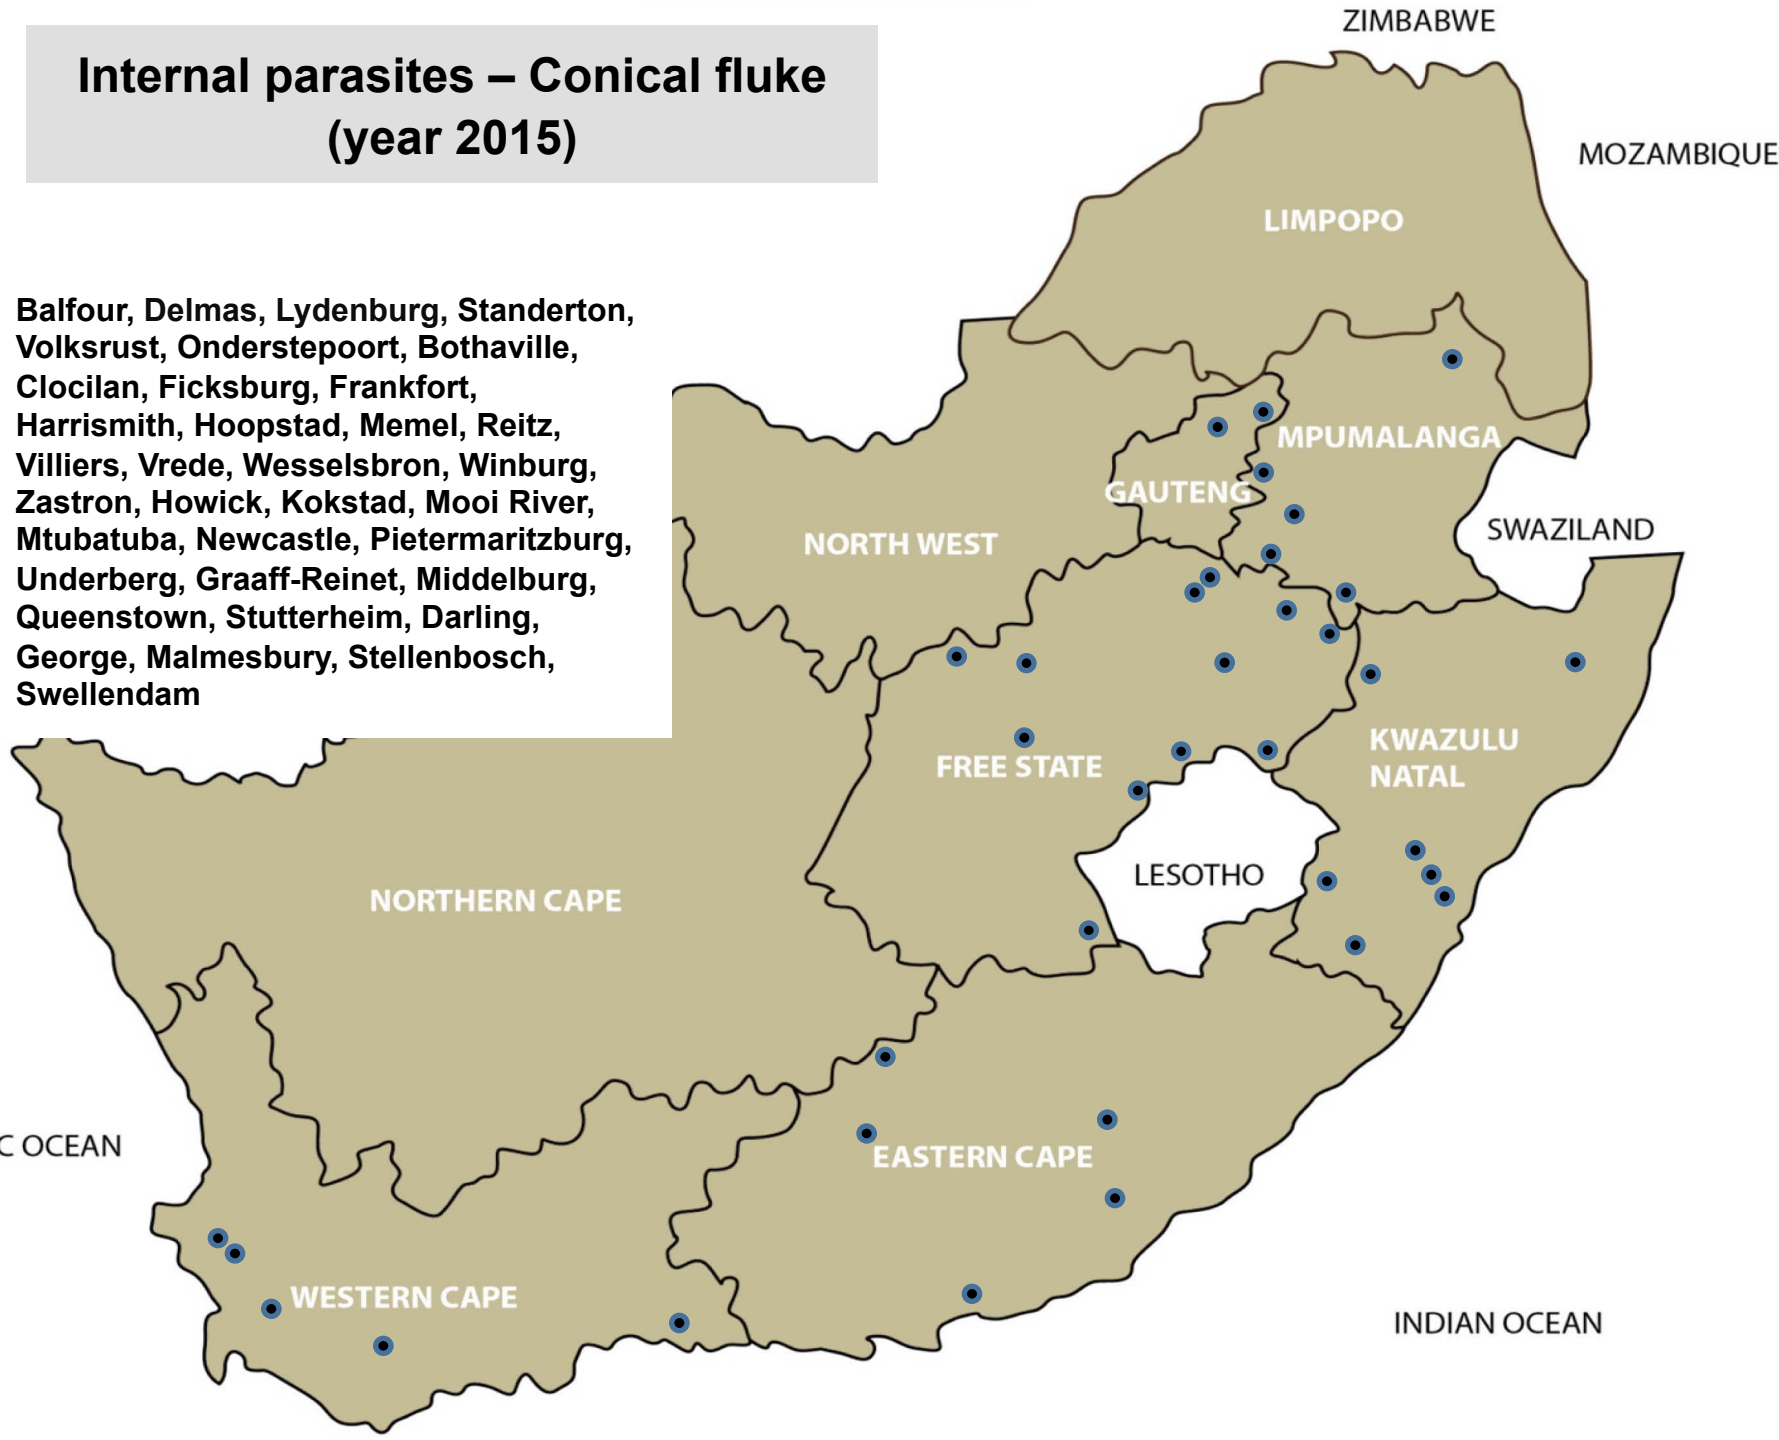 Internal parasites – Conical fluke
(year 2015)
Balfour, Delmas, Lydenburg, Standerton,
Volksrust, Onderstepoort, Bothaville,
Clocilan, Ficksburg, Frankfort,
Harrismith, Hoopstad, Memel, Reitz,
Villiers, Vrede, Wesselsbron, Winburg,
Zastron, Howick, Kokstad, Mooi River,
Mtubatuba, Newcastle, Pietermaritzburg,
Underberg, Graaff-Reinet, Middelburg,
Queenstown, Stutterheim, Darling,
George, Malmesbury, Stellenbosch,
Swellendam
ZIMBABWE
MOZAMBIQUE
LIMPOPO
MPUMALANGA
GAUTENG
SWAZILAND
NORTH WEST
KWAZULU
NATAL
FREE STATE
LESOTHO
NORTHERN CAPE
C OCEAN
EASTERN CAPE
WESTERN CAPE
INDIAN OCEAN